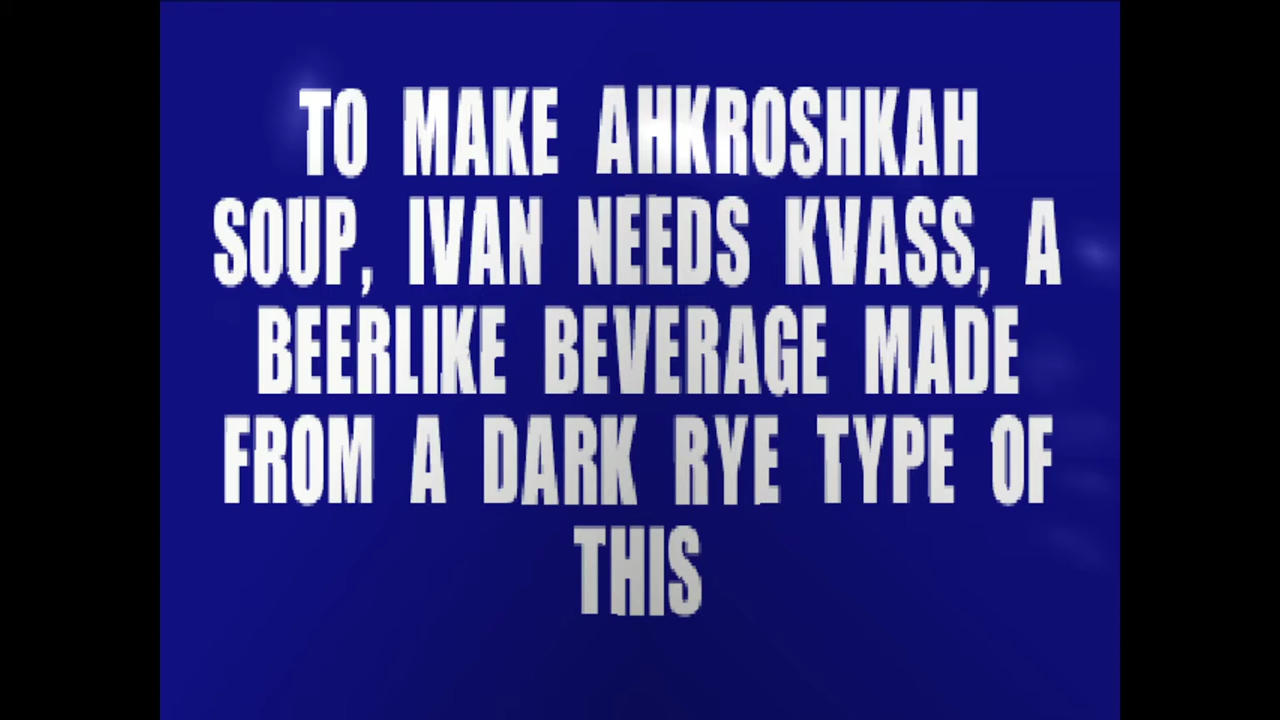 TO MAKE AHKROSHKAH
SOUP, IVAN NEEDS KVASS, A
BEERLIKE BEVERAGE MADE
FROM A DARK RYE TYPE OF
THIS